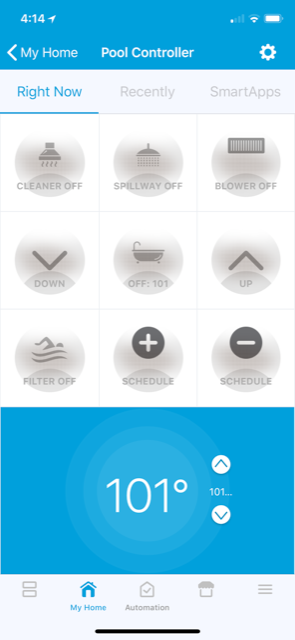 4:14
My Home
Pool Controller
Right Now
Recently
SmartApps
CLEANER OFF
SPILLWAY OFF
BLOWER OFF
DOWN
OFF: 101
UP
FILTER OFF
SCHEDULE
SCHEDULE
101°
101...
My Home
Automation